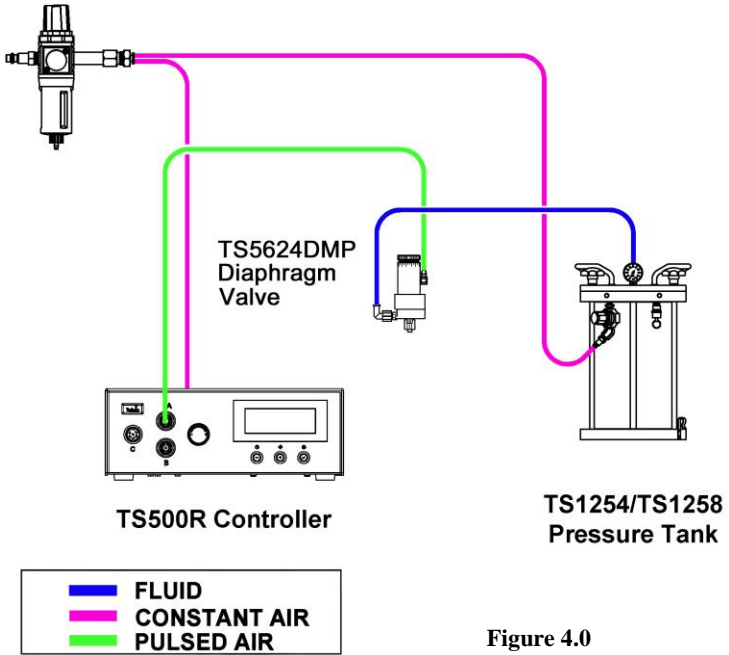 TS5624DMP
Diaphragm
Valve
A
C
B
TS500R Controller
TS1254/TS1258
Pressure Tank
FLUID
CONSTANT AIR
PULSED AIR
Figure 4.0